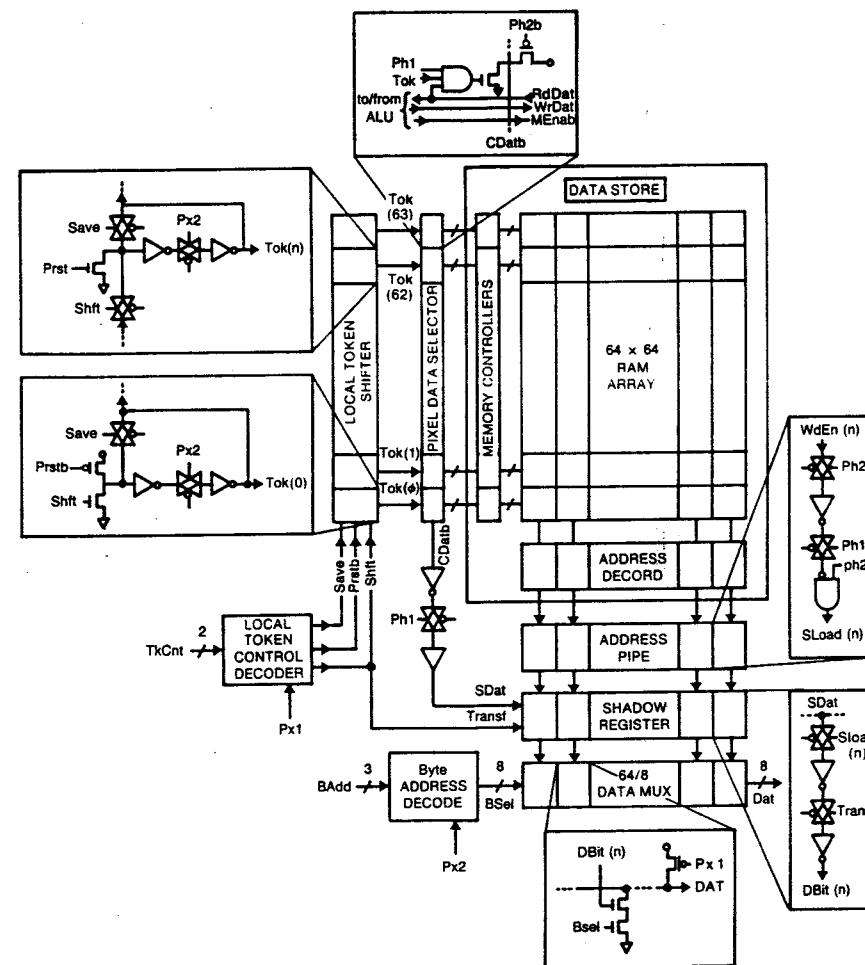 Ph2b
Ph1
Tok
to/from
ALU
RdDat
WrDat
MEnab
CDatb
DATA STORE
Tok
(63)
Tok
(62)
Save
Px2
Tok(n)
Prst
Shft
LOCAL TOKEN
SHIFTER
PIXEL DATA SELECTOR
MEMORY CONTROLLERS
64 x 64
RAM
ARRAY
Save
Px2
Prstb
Tok(0)
Shft
Tok(1)
Tok(ϕ)
WdEn (n)
Ph2
Ph1
ph2
SLoad (n)
Save
Prstb
Shft
CDatb
ADDRESS
DECORD
LOCAL
TOKEN
CONTROL
DECODER
2
TkCnt
Px1
Ph1
ADDRESS
PIPE
SDat
Transf
SHADOW
REGISTER
SDat
Sloa
(n)
Tran
DBit (n)
BAdd
3
Byte
ADDRESS
DECODE
8
BSel
64/8
DATA MUX
8
Dat
Px2
DBit (n)
Px 1
DAT
Bsel